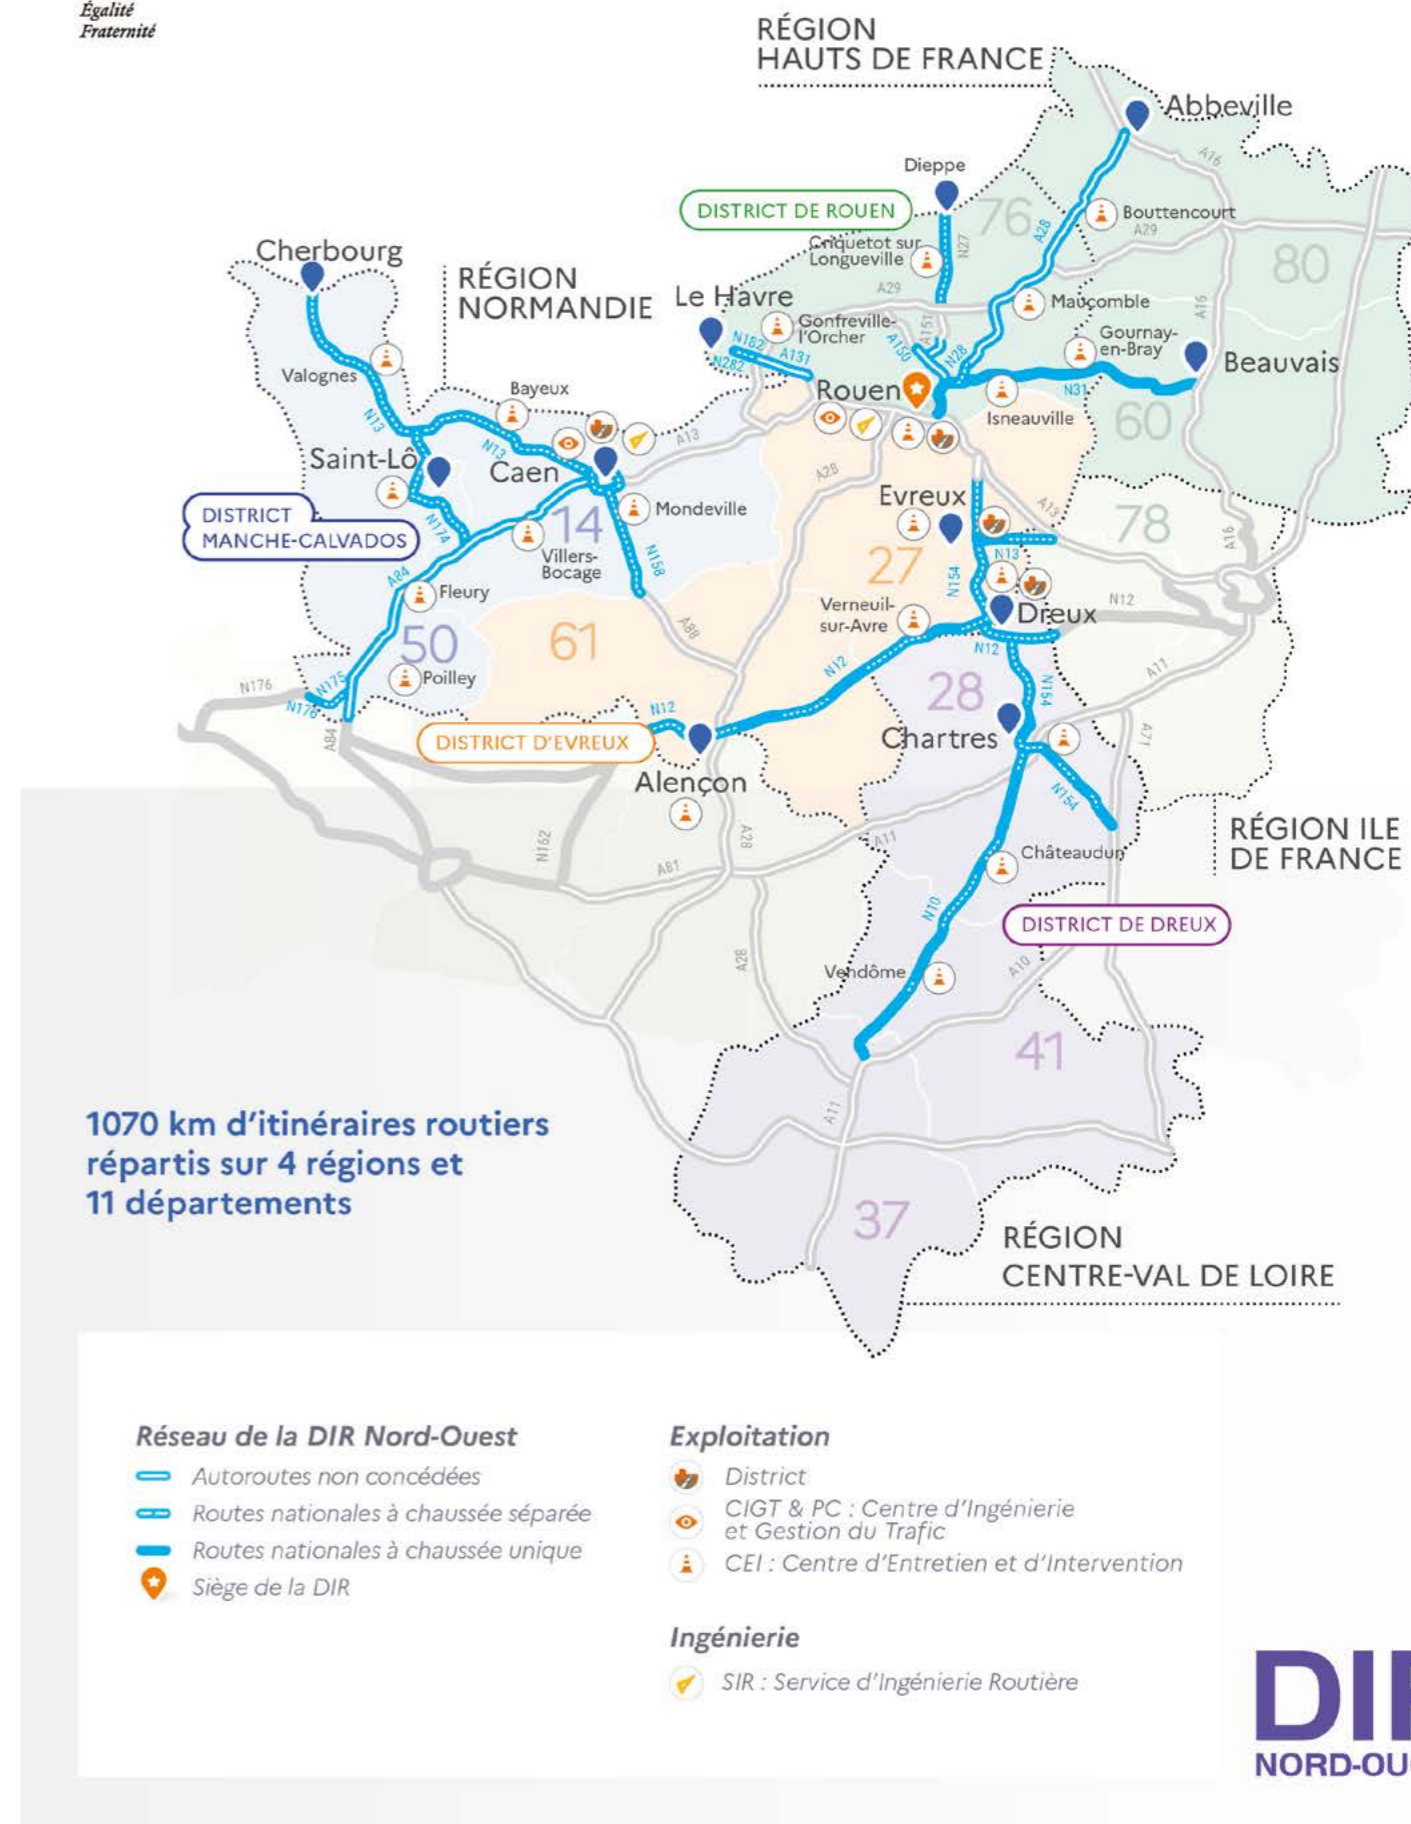 Égalité
Fraternité
RÉGION
HAUTS DE FRANCE
Abbeville
A16
Dieppe
DISTRICT DE ROUEN
76
A28
Bouttencourt
A29
Criquetot sur
Longueville
N27
80
Cherbourg
RÉGION
NORMANDIE
Le Havre
A29
Maucomble
A16
Gonfreville-
l'Orcher
A151
A150
N28
Gournay-
en-Bray
Beauvais
N182
A131
N282
Valognes
Bayeux
Rouen
N31
Isneauville
60
N13
N13
A13
Saint-Lô
Caen
A28
Evreux
A13
DISTRICT
MANCHE-CALVADOS
N174
14
Mondeville
78
A16
Villers-
Bocage
N158
27
N13
N154
A84
Fleury
Verneuil-
sur-Avre
Dreux
N12
A88
50
61
N12
N12
Poilley
28
N154
A11
N176
N175
N176
N12
A84
DISTRICT D'EVREUX
Chartres
A71
Alençon
N154
RÉGION ILE
DE FRANCE
N162
A28
A11
A81
Châteaudun
N10
DISTRICT DE DREUX
A28
Vendôme
A10
41
1070 km d'itinéraires routiers
répartis sur 4 régions et
11 départements
A11
37
RÉGION
CENTRE-VAL DE LOIRE
Réseau de la DIR Nord-Ouest
Autoroutes non concédées
Routes nationales à chaussée séparée
Routes nationales à chaussée unique
Siège de la DIR
Exploitation
District
CIGT & PC : Centre d'Ingénierie
et Gestion du Trafic
CEI : Centre d'Entretien et d'Intervention
Ingénierie
SIR : Service d'Ingénierie Routière
DI
NORD-OU